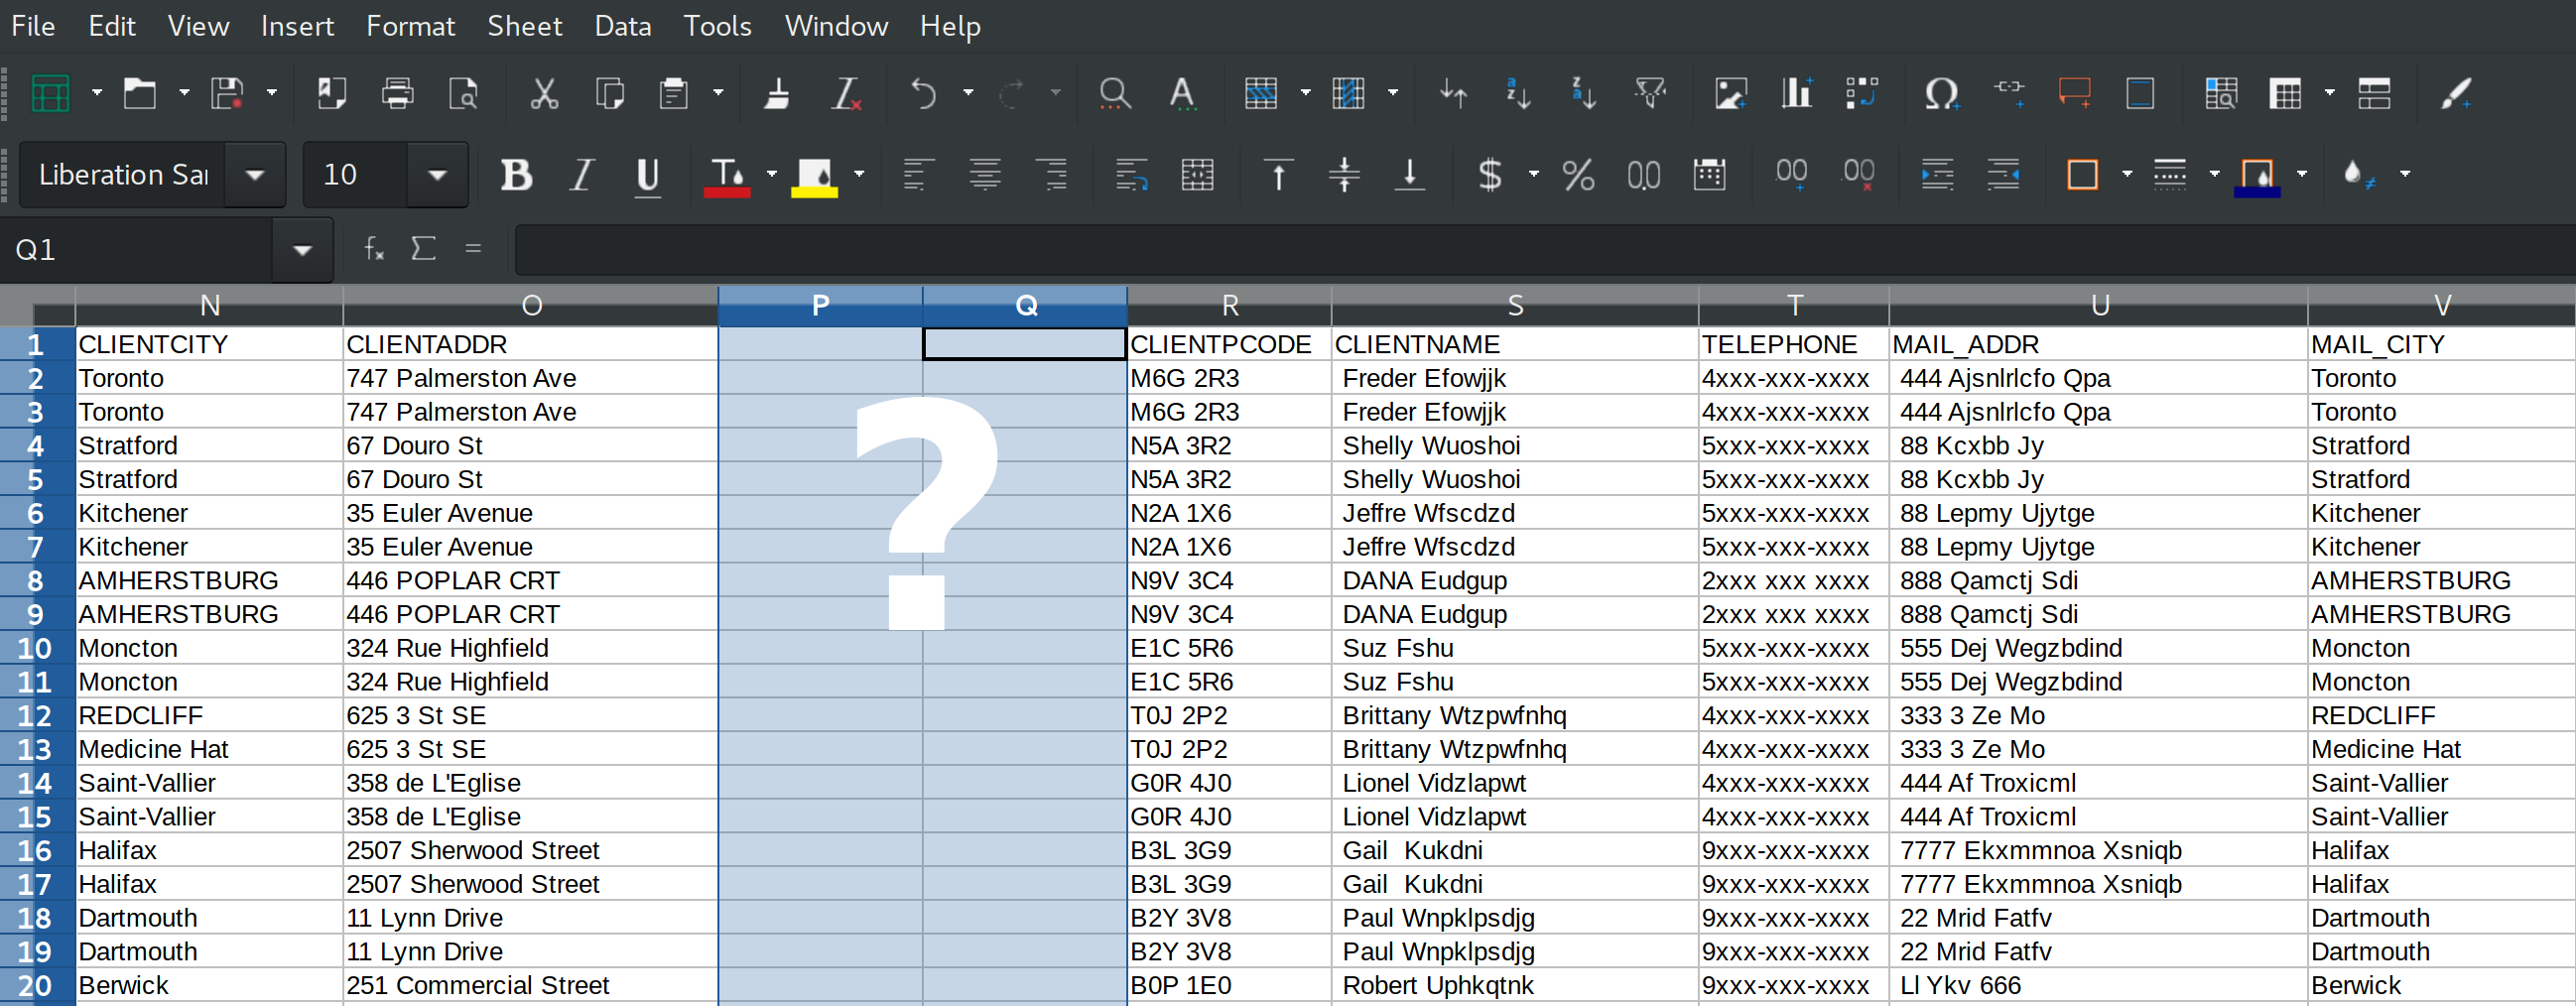 File Edit View Insert Format Sheet Data Tools Window Help
Liberation Sa 10 B I U $ %
Q1 fx Σ =
N O P Q R S T U V
1 CLIENTCITY CLIENTADDR CLIENTPCODE CLIENTNAME TELEPHONE MAIL_ADDR MAIL_CITY
2 Toronto 747 Palmerston Ave M6G 2R3 Freder Efowjjk 4xxx-xxx-xxxx 444 Ajsnlrlcfo Qpa Toronto
3 Toronto 747 Palmerston Ave M6G 2R3 Freder Efowjjk 4xxx-xxx-xxxx 444 Ajsnlrlcfo Qpa Toronto
4 Stratford 67 Douro St N5A 3R2 Shelly Wuoshoi 5xxx-xxx-xxxx 88 Kcxbb Jy Stratford
5 Stratford 67 Douro St N5A 3R2 Shelly Wuoshoi 5xxx-xxx-xxxx 88 Kcxbb Jy Stratford
6 Kitchener 35 Euler Avenue N2A 1X6 Jeffre Wfscdzd 5xxx-xxx-xxxx 88 Lepmy Ujytge Kitchener
7 Kitchener 35 Euler Avenue N2A 1X6 Jeffre Wfscdzd 5xxx-xxx-xxxx 88 Lepmy Ujytge Kitchener
8 AMHERSTBURG 446 POPLAR CRT N9V 3C4 DANA Eudgup 2xxx xxx xxxx 888 Qamctj Sdi AMHERSTBURG
9 AMHERSTBURG 446 POPLAR CRT N9V 3C4 DANA Eudgup 2xxx xxx xxxx 888 Qamctj Sdi AMHERSTBURG
10 Moncton 324 Rue Highfield E1C 5R6 Suz Fshu 5xxx-xxx-xxxx 555 Dej Wegzbdind Moncton
11 Moncton 324 Rue Highfield E1C 5R6 Suz Fshu 5xxx-xxx-xxxx 555 Dej Wegzbdind Moncton
12 REDCLIFF 625 3 St SE T0J 2P2 Brittany Wtzpwfnhq 4xxx-xxx-xxxx 333 3 Ze Mo REDCLIFF
13 Medicine Hat 625 3 St SE T0J 2P2 Brittany Wtzpwfnhq 4xxx-xxx-xxxx 333 3 Ze Mo Medicine Hat
14 Saint-Vallier 358 de L'Eglise G0R 4J0 Lionel Vidzlapwt 4xxx-xxx-xxxx 444 Af Troxicml Saint-Vallier
15 Saint-Vallier 358 de L'Eglise G0R 4J0 Lionel Vidzlapwt 4xxx-xxx-xxxx 444 Af Troxicml Saint-Vallier
16 Halifax 2507 Sherwood Street B3L 3G9 Gail  Kukdni 9xxx-xxx-xxxx 7777 Ekxmmnoa Xsniqb Halifax
17 Halifax 2507 Sherwood Street B3L 3G9 Gail  Kukdni 9xxx-xxx-xxxx 7777 Ekxmmnoa Xsniqb Halifax
18 Dartmouth 11 Lynn Drive B2Y 3V8 Paul Wnpklpsdjg 9xxx-xxx-xxxx 22 Mrid Fatfv Dartmouth
19 Dartmouth 11 Lynn Drive B2Y 3V8 Paul Wnpklpsdjg 9xxx-xxx-xxxx 22 Mrid Fatfv Dartmouth
20 Berwick 251 Commercial Street B0P 1E0 Robert Uphkqtnk 9xxx-xxx-xxxx Ll Ykv 666 Berwick
?